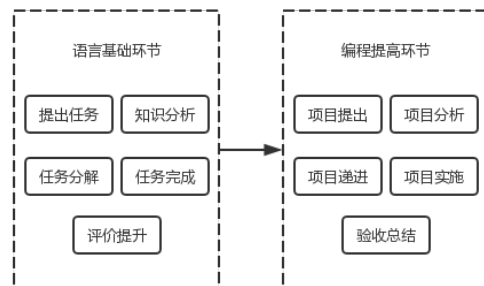 语言基础环节
提出任务
知识分析
任务分解
任务完成
评价提升
编程提高环节
项目提出
项目分析
项目递进
项目实施
验收总结